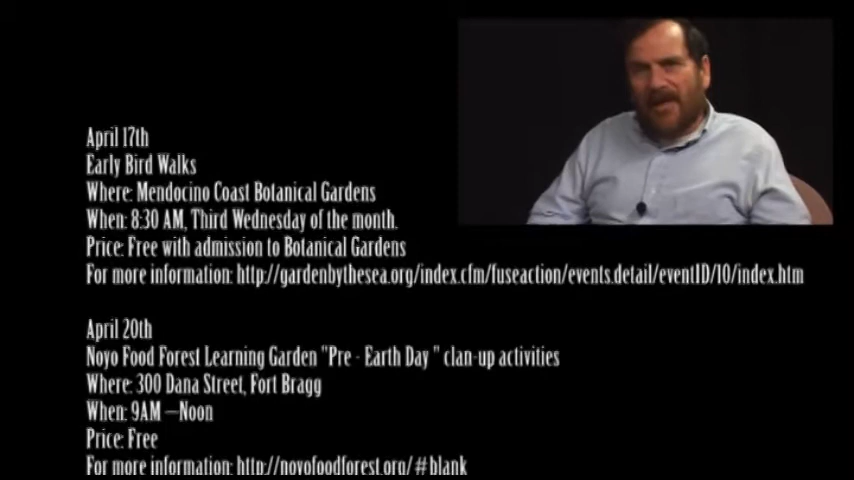 April 17th
Early Bird Walks
Where: Mendocino Coast Botanical Gardens
When: 8:30 AM, Third Wednesday of the month.
Price: Free with admission to Botanical Gardens
For more information: http://gardenbythesea.org/index.cfm/fuseaction/events.detail/eventID/10/index.htm
April 20th
Noyo Food Forest Learning Garden "Pre - Earth Day " clan-up activities
Where: 300 Dana Street, Fort Bragg
When: 9AM —Noon
Price: Free
For more information: http://noyofoodforest.org/#blank